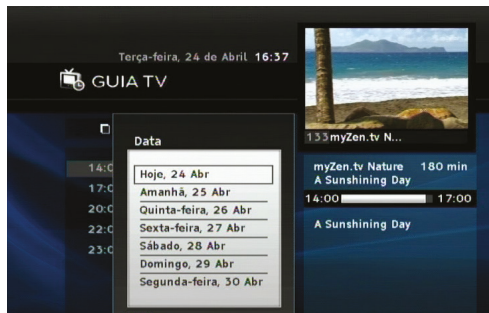 Terça-feira, 24 de Abril 16:37
GUIA TV
133 myZen.tv N...
Data
Hoje, 24 Abr
Amanhã, 25 Abr
Quinta-feira, 26 Abr
Sexta-feira, 27 Abr
Sábado, 28 Abr
Domingo, 29 Abr
Segunda-feira, 30 Abr
14:0
17:0
20:0
22:0
23:0
myZen.tv Nature 180 min
A Sunshining Day
14:00 17:00
A Sunshining Day